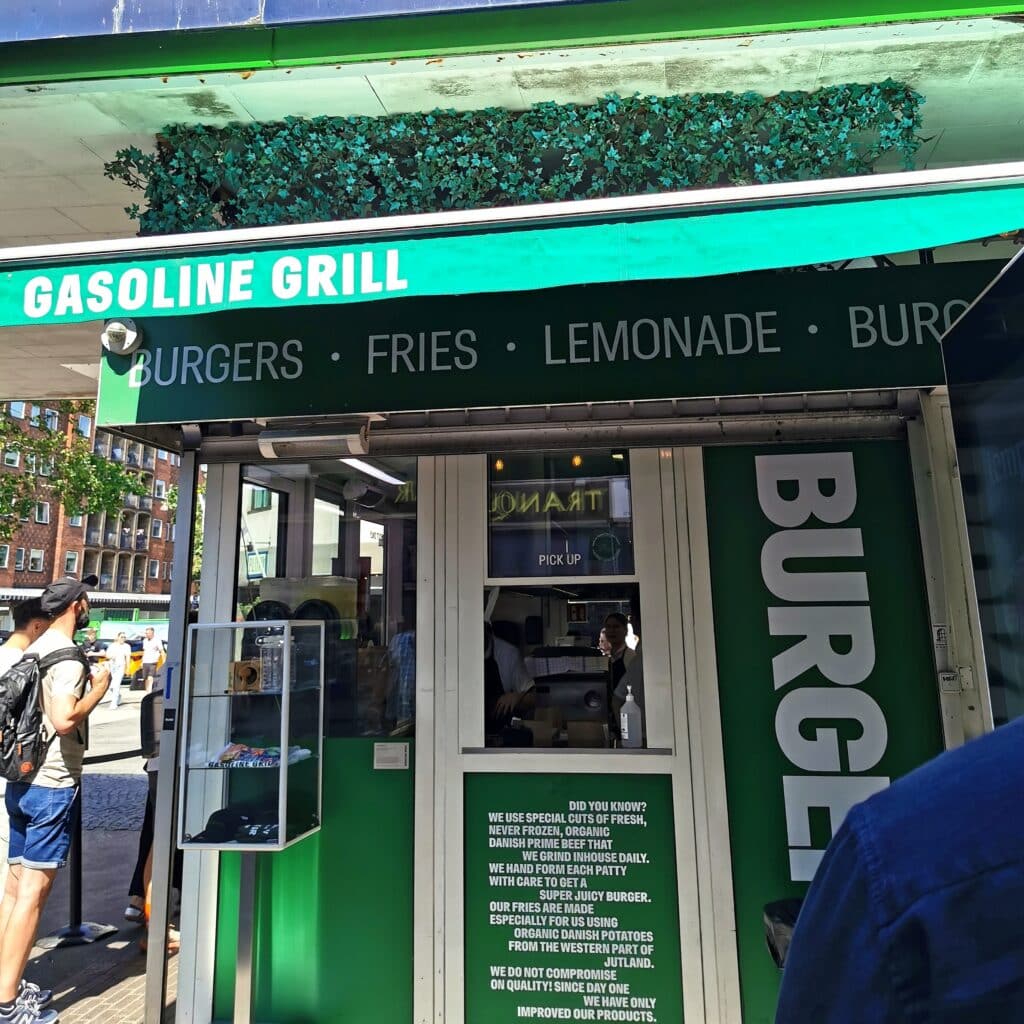 GASOLINE GRILL
BURGERS · FRIES · LEMONADE · BURG
PICK UP
BURGER
GASOLINE GRILL
DID YOU KNOW?
WE USE SPECIAL CUTS OF FRESH,
NEVER FROZEN, ORGANIC
DANISH PRIME BEEF THAT
WE GRIND INHOUSE DAILY.
WE HAND FORM EACH PATTY
WITH CARE TO GET A
SUPER JUICY BURGER.
OUR FRIES ARE MADE
ESPECIALLY FOR US USING
ORGANIC DANISH POTATOES
FROM THE WESTERN PART OF
JUTLAND.
WE DO NOT COMPROMISE
ON QUALITY! SINCE DAY ONE
WE HAVE ONLY
IMPROVED OUR PRODUCTS.